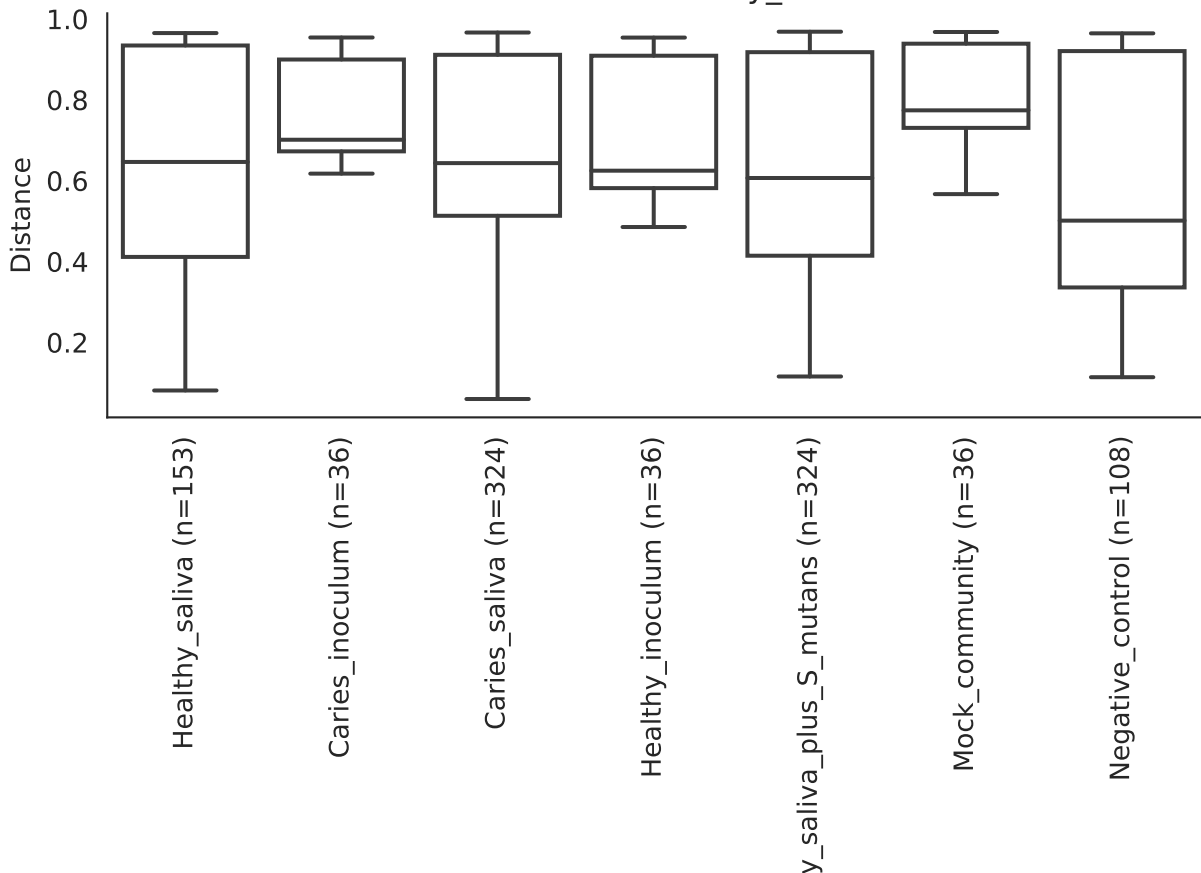 1.0
0.8
0.6
0.4
0.2
Distance
Healthy_saliva (n=153)
Caries_inoculum (n=36)
Caries_saliva (n=324)
Healthy_inoculum (n=36)
y_saliva_plus_S_mutans (n=324)
Mock_community (n=36)
Negative_control (n=108)